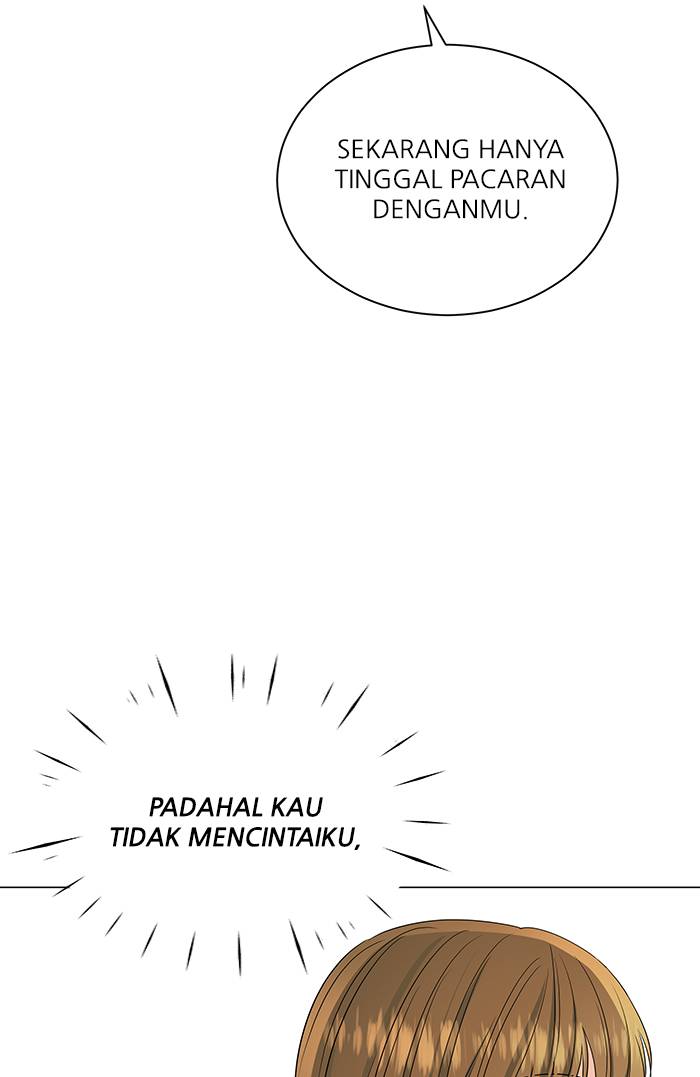 SEKARANG HANYA
TINGGAL PACARAN
DENGANMU.
PADAHAL KAU
TIDAK MENCINTAIKU,